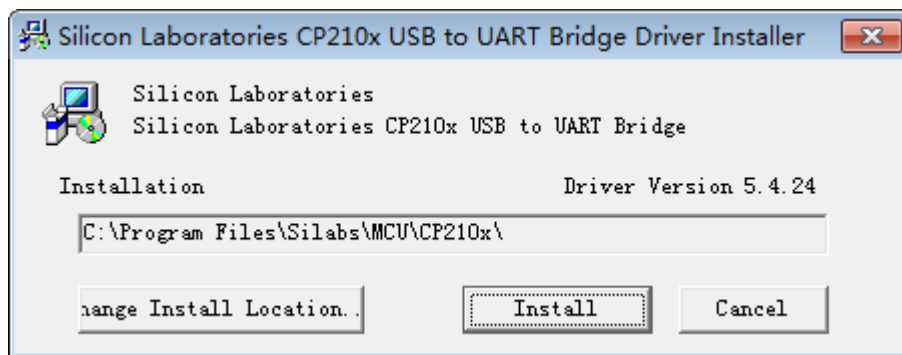 Silicon Laboratories CP210x USB to UART Bridge Driver Installer
Silicon Laboratories
Silicon Laboratories CP210x USB to UART Bridge
Installation Driver Version 5.4.24
C:\Program Files\Silabs\MCU\CP210x\
hange Install Location.. Install Cancel